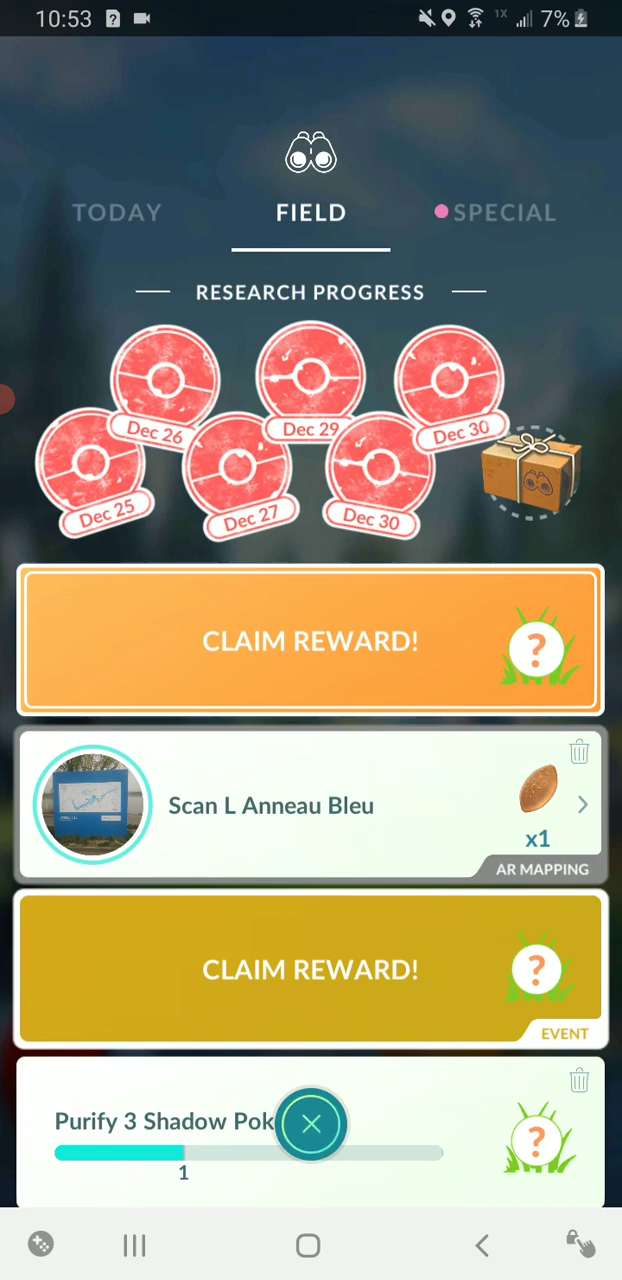 10:53
1X
7%
TODAY
FIELD
SPECIAL
RESEARCH PROGRESS
Dec 26
Dec 29
Dec 30
Dec 25
Dec 27
Dec 30
CLAIM REWARD!
?
Scan L Anneau Bleu
x1
AR MAPPING
CLAIM REWARD!
?
EVENT
Purify 3 Shadow Pok
?
1